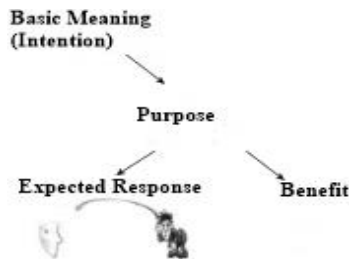 Basic Meaning
(Intention)
Purpose
Expected Response
Benefit